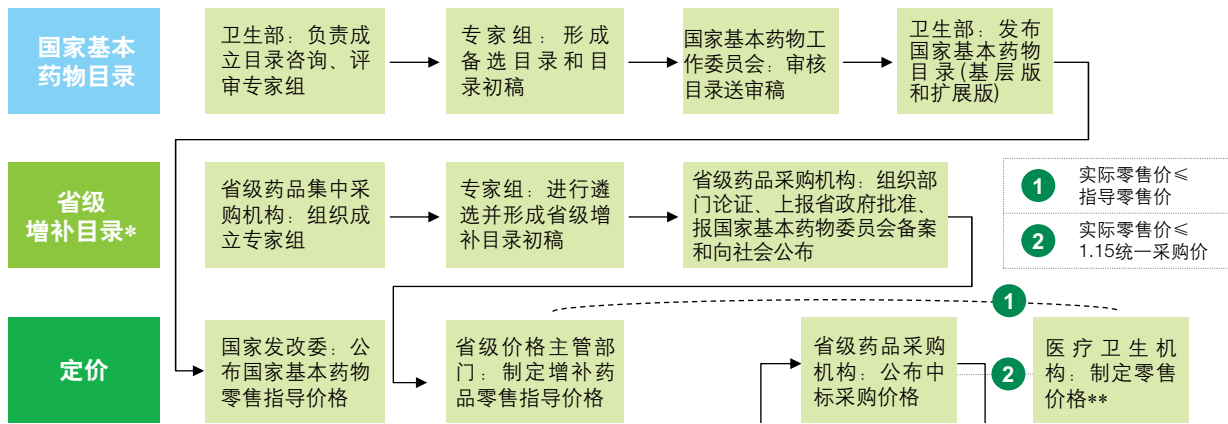 国家基本
药物目录
卫生部：负责成
立目录咨询、评
审专家组
专家组：形成
备选目录和目
录初稿
国家基本药物工
作委员会：审核
目录送审稿
卫生部：发布
国家基本药物
目录(基层版
和扩展版)
省级
增补目录*
省级药品集中采
购机构：组织成
立专家组
专家组：进行遴
选并形成省级增
补目录初稿
省级药品采购机构：组织部
门论证、上报省政府批准、
报国家基本药物委员会备案
和向社会公布
1
实际零售价≤
指导零售价
2
实际零售价≤
1.15统一采购价
定价
国家发改委：公
布国家基本药物
零售指导价格
省级价格主管部
门：制定增补药
品零售指导价格
1
省级药品采购
机构：公布中
标采购价格
2
医疗卫生机
构：制定零售
价格**